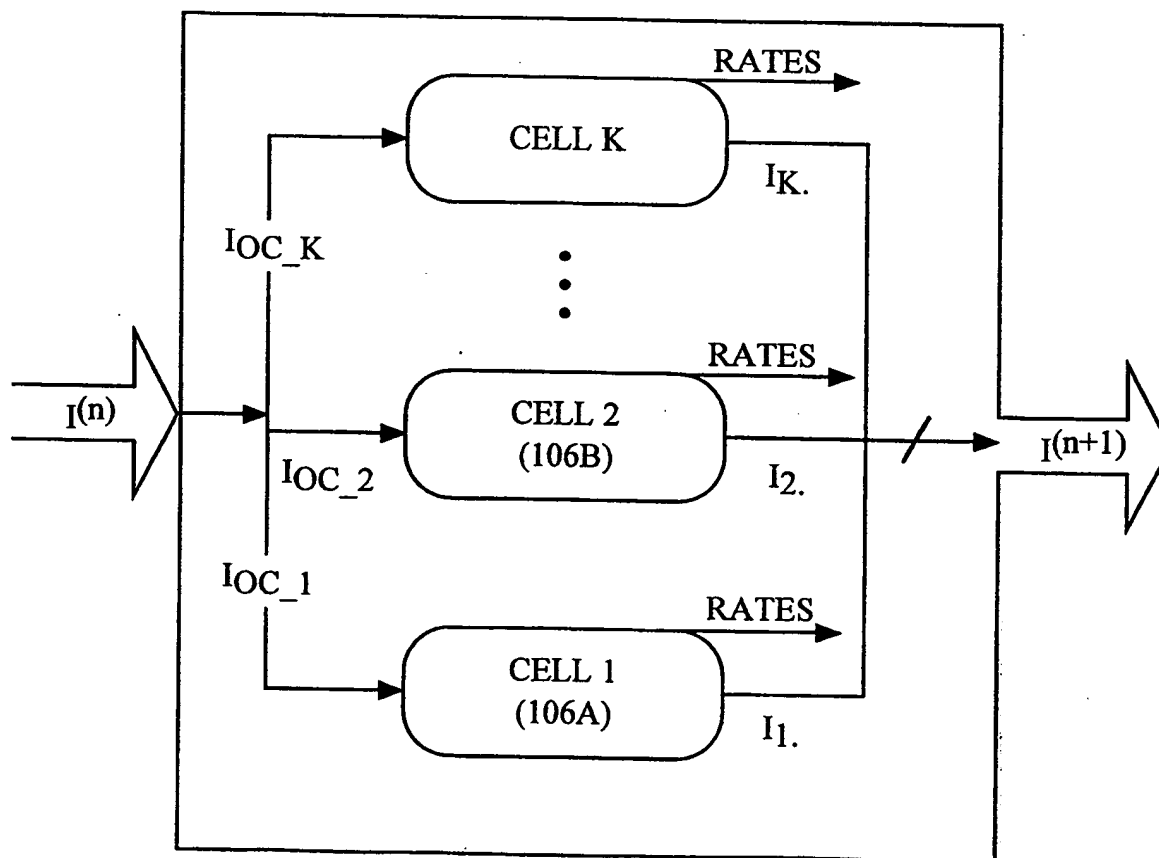 RATES
CELL K
I_K.
I_OC_K
RATES
I^(n)
CELL 2
(106B)
I_OC_2
I_2.
I^(n+1)
I_OC_1
RATES
CELL 1
(106A)
I_1.